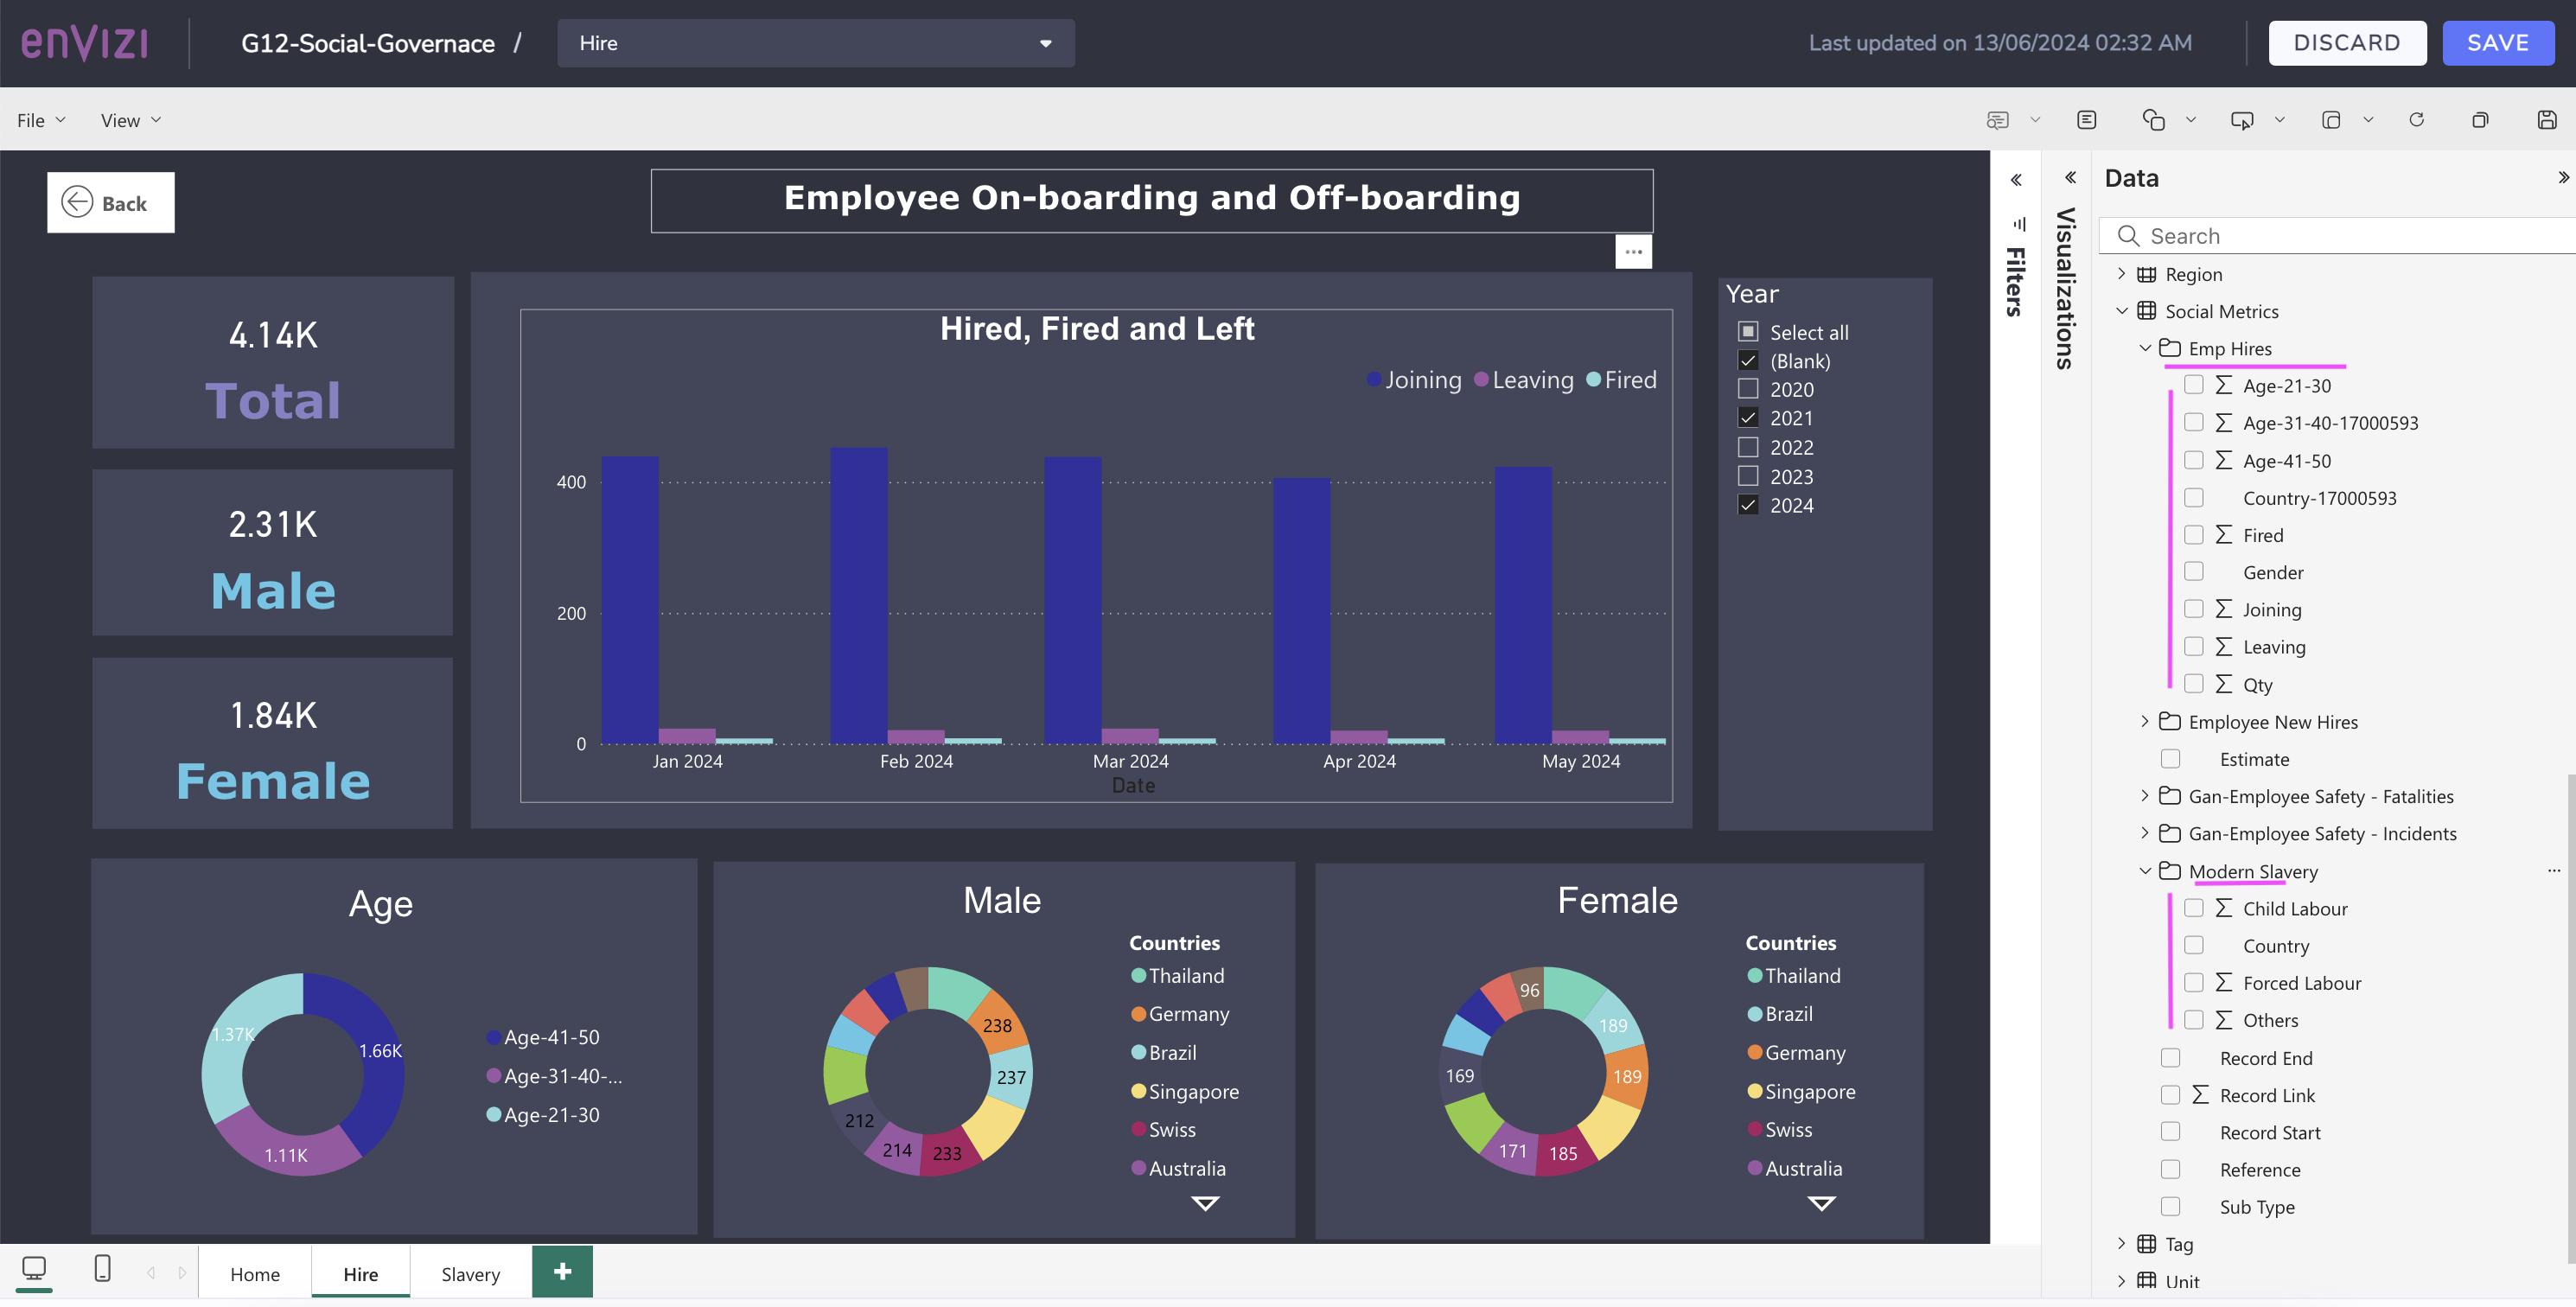 enVIZI
G12-Social-Governace /
Hire
Last updated on 13/06/2024 02:32 AM
DISCARD
SAVE
File
View
Back
Employee On-boarding and Off-boarding
...
4.14K
Total
2.31K
Male
1.84K
Female
Hired, Fired and Left
Joining Leaving Fired
400
200
0
Jan 2024 Feb 2024 Mar 2024 Apr 2024 May 2024
Date
Year
Select all
(Blank)
2020
2021
2022
2023
2024
Age
1.37K
1.66K
1.11K
Age-41-50
Age-31-40-...
Age-21-30
Male
238
237
233
214
212
Countries
Thailand
Germany
Brazil
Singapore
Swiss
Australia
Female
96
189
189
185
171
169
Countries
Thailand
Brazil
Germany
Singapore
Swiss
Australia
Home
Hire
Slavery
+
Filters
Visualizations
Data
Search
Region
Social Metrics
Emp Hires
Age-21-30
Age-31-40-17000593
Age-41-50
Country-17000593
Fired
Gender
Joining
Leaving
Qty
Employee New Hires
Estimate
Gan-Employee Safety - Fatalities
Gan-Employee Safety - Incidents
Modern Slavery
...
Child Labour
Country
Forced Labour
Others
Record End
Record Link
Record Start
Reference
Sub Type
Tag
Unit